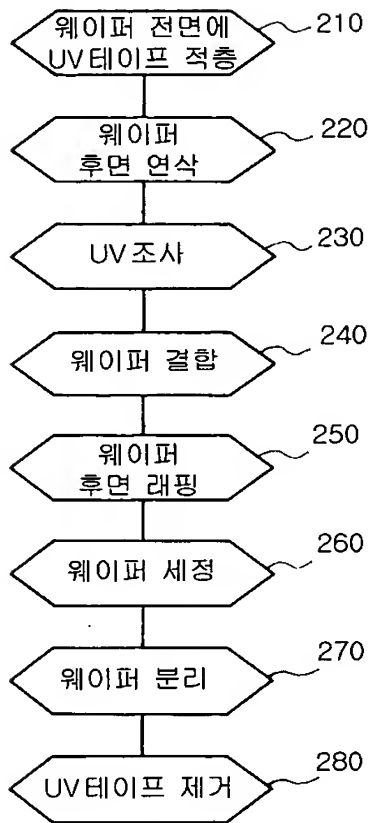 웨이퍼 전면에
UV테이프 적층
210
웨이퍼
후면 연삭
220
UV조사
230
웨이퍼 결합
240
웨이퍼
후면 래핑
250
웨이퍼 세정
260
웨이퍼 분리
270
UV테이프 제거
280